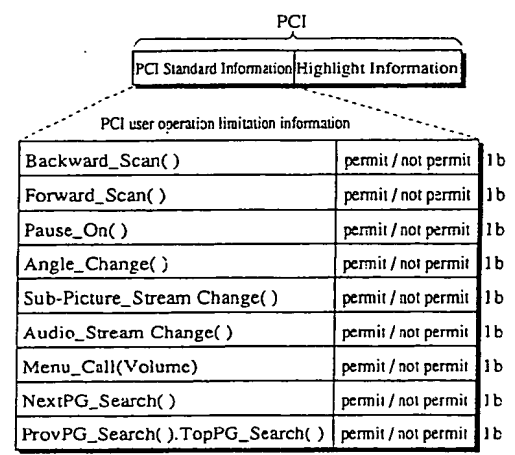 PCI
PCI Standard Information Highlight Information
PCI user operation limitation information
Backward_Scan( ) permit / not permit 1b
Forward_Scan( ) permit / not permit 1b
Pause_On( ) permit / not permit 1b
Angle_Change( ) permit / not permit 1b
Sub-Picture_Stream Change( ) permit / not permit 1b
Audio_Stream Change( ) permit / not permit 1b
Menu_Call(Volume) permit / not permit 1b
NextPG_Search( ) permit / not permit 1b
ProvPG_Search( ).TopPG_Search( ) permit / not permit 1b